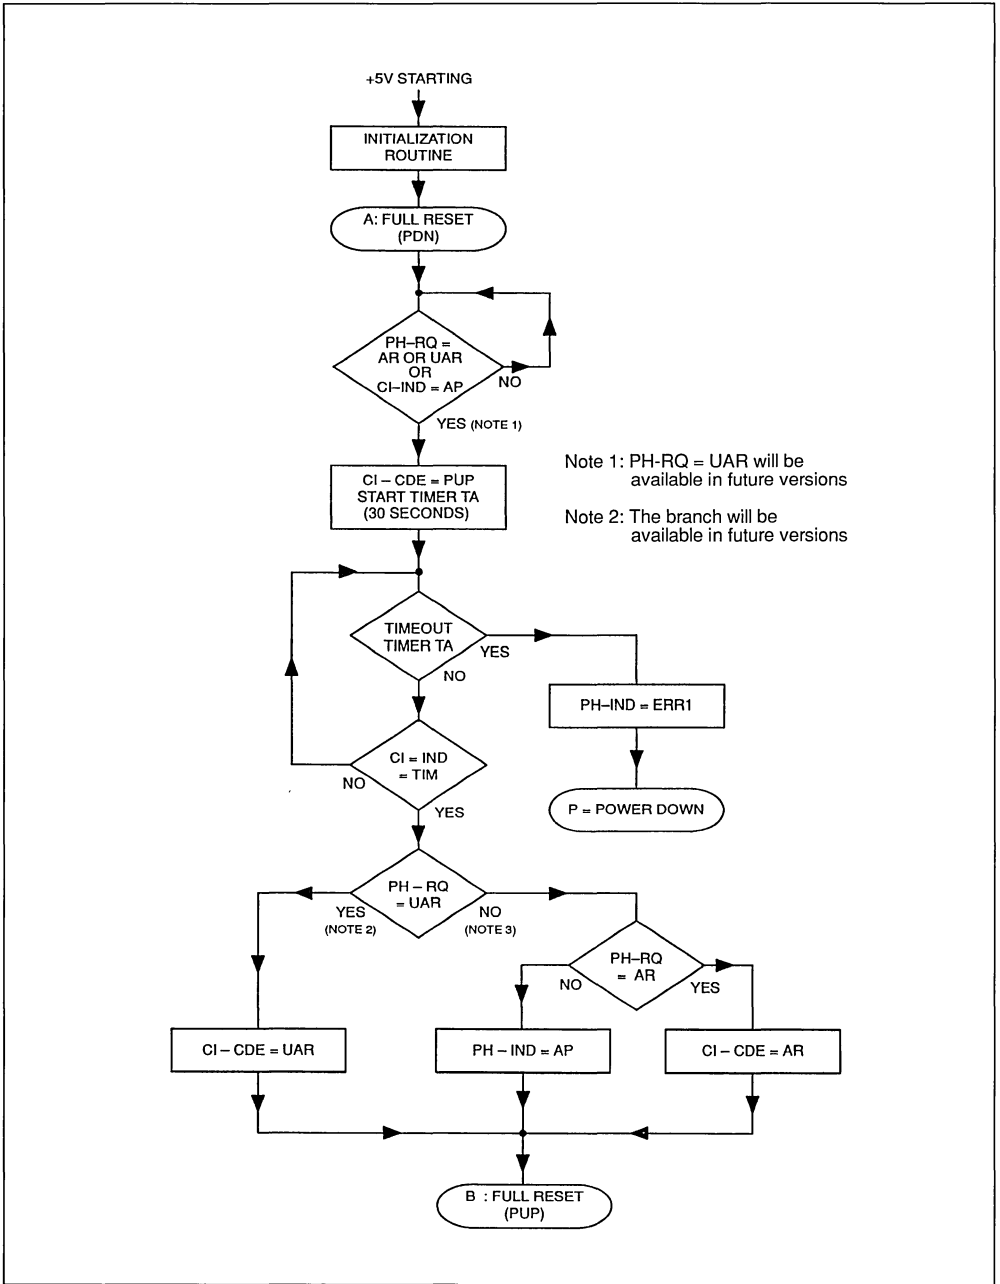 +5V STARTING
INITIALIZATION
ROUTINE
A: FULL RESET
(PDN)
PH–RQ =
AR OR UAR
OR
CI–IND = AP
NO
YES (NOTE 1)
CI – CDE = PUP
START TIMER TA
(30 SECONDS)
Note 1: PH-RQ = UAR will be
available in future versions
Note 2: The branch will be
available in future versions
TIMEOUT
TIMER TA
YES
NO
PH–IND = ERR1
CI = IND
= TIM
NO
YES
P = POWER DOWN
PH – RQ
= UAR
YES
(NOTE 2)
NO
(NOTE 3)
PH–RQ
= AR
NO
YES
CI – CDE = UAR
PH – IND = AP
CI – CDE = AR
B : FULL RESET
(PUP)